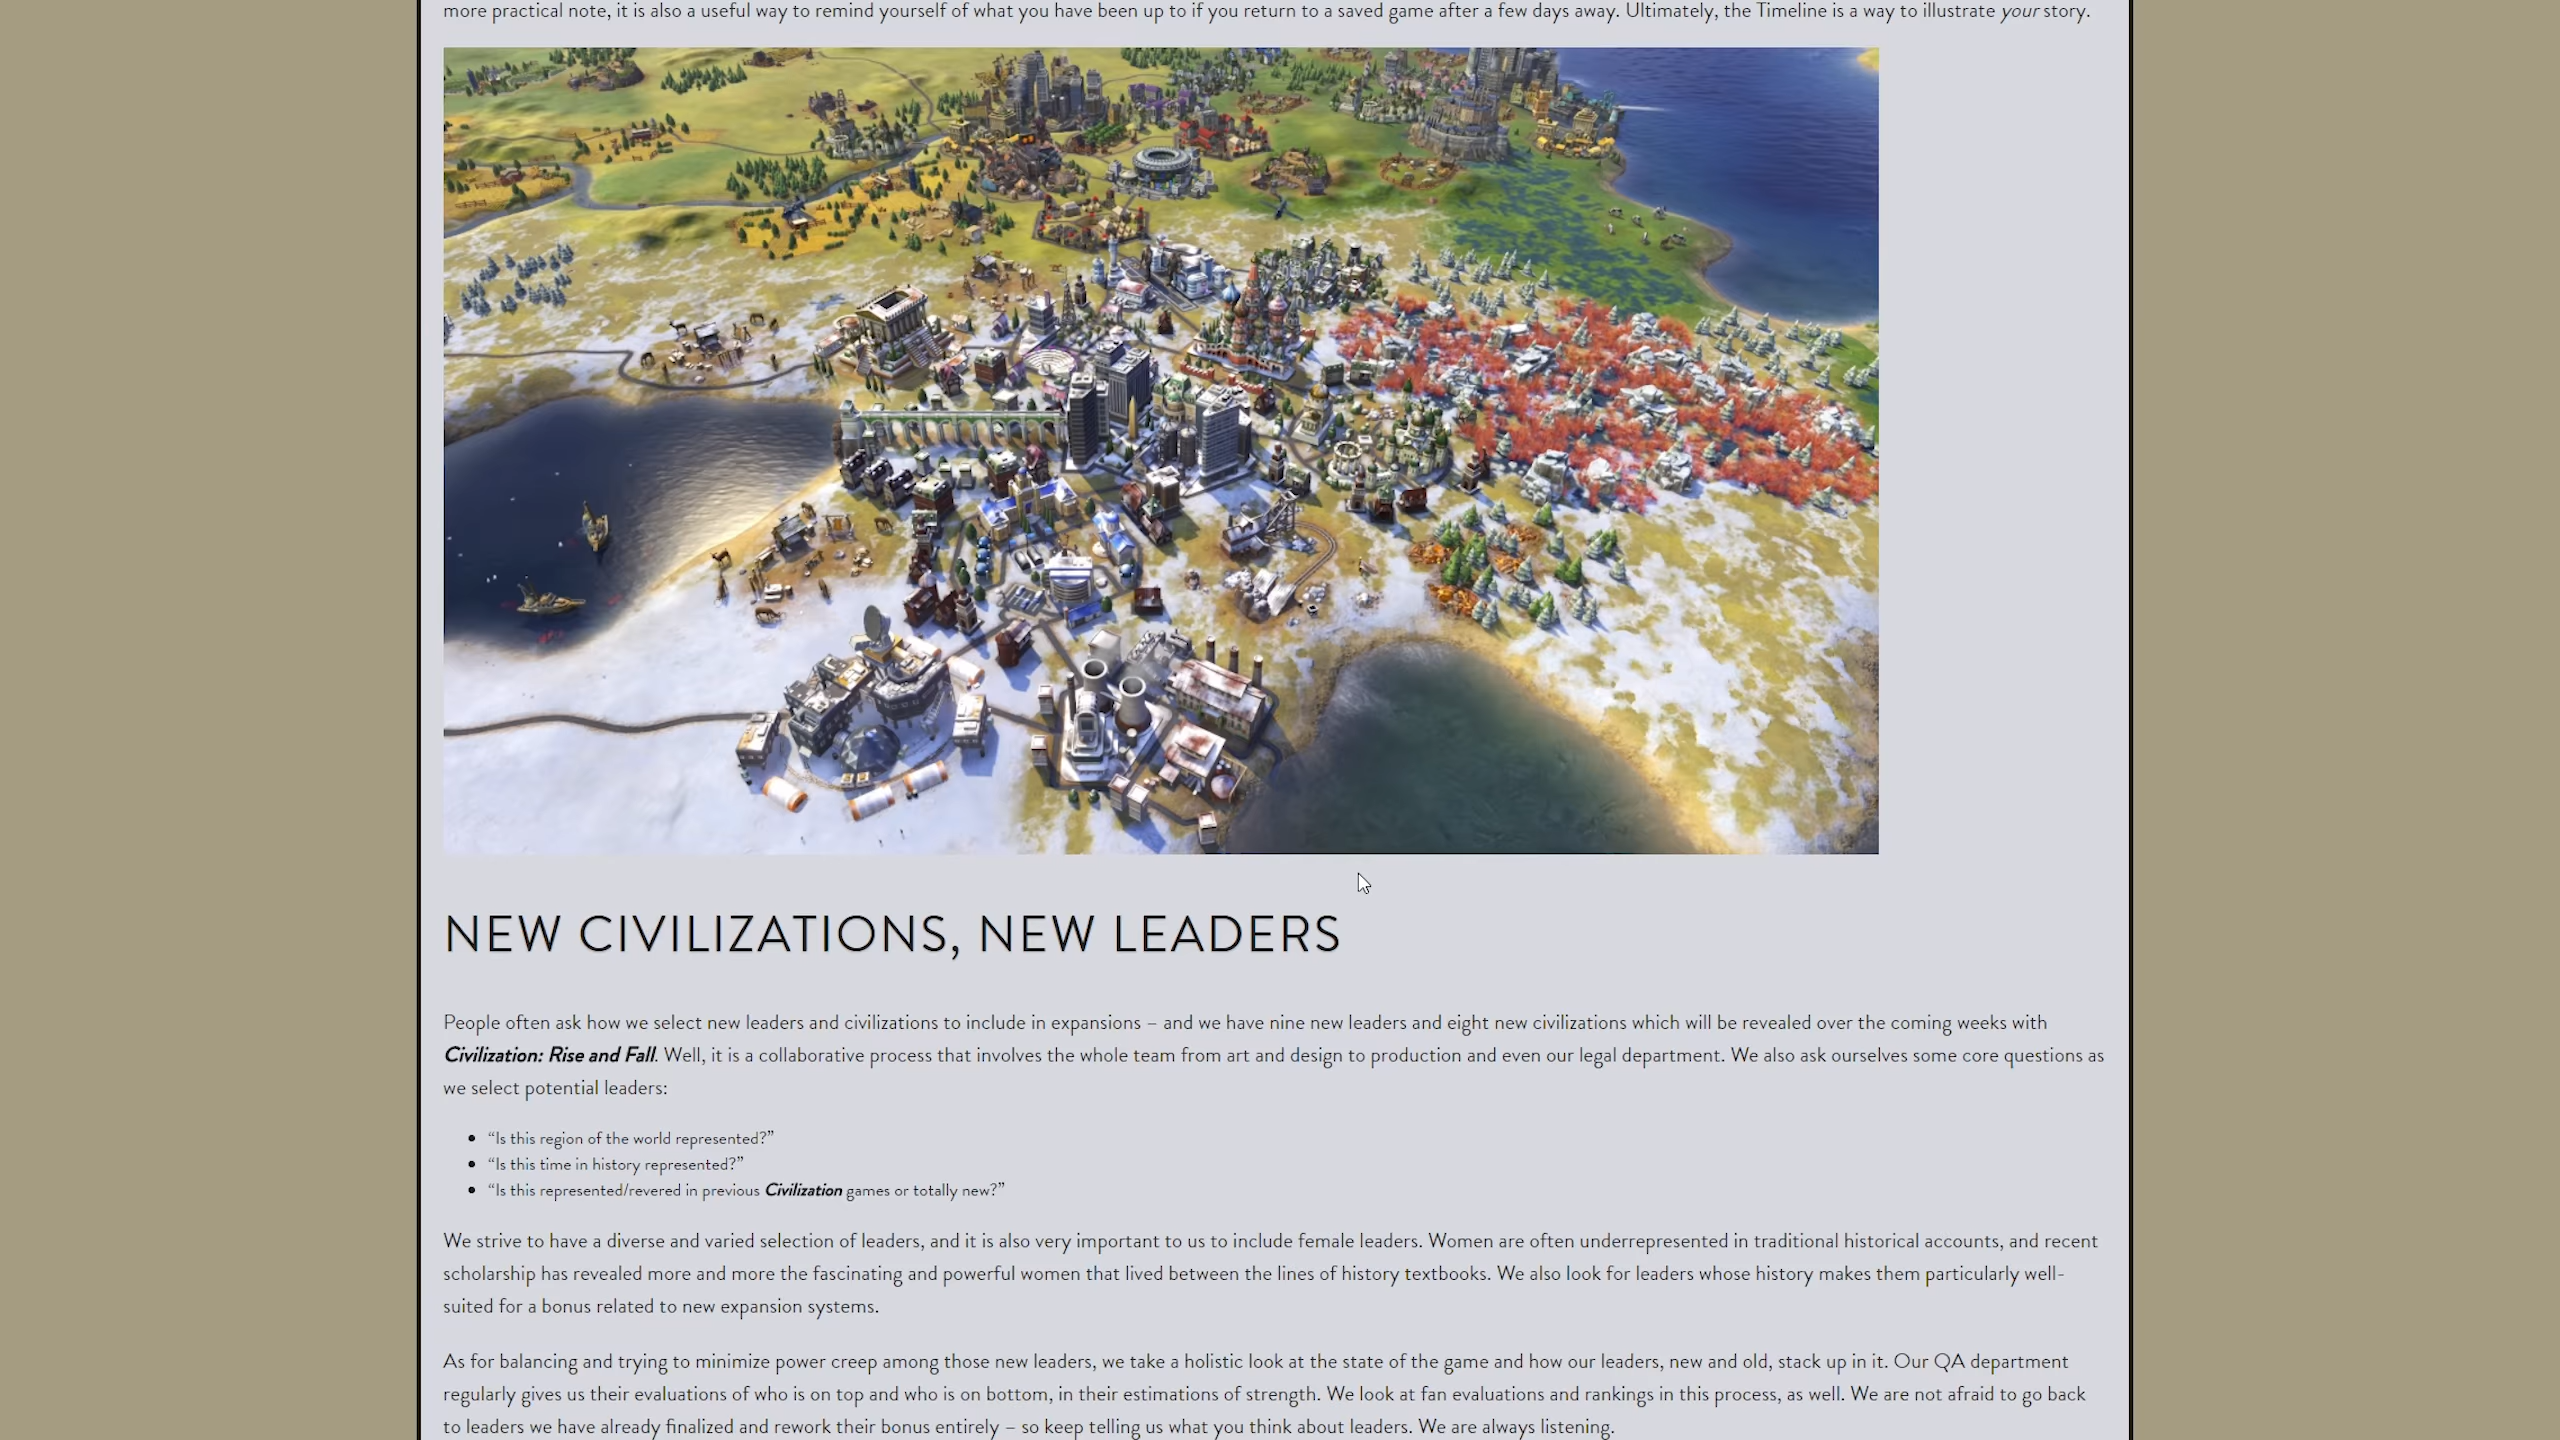 more practical note, it is also a useful way to remind yourself of what you have been up to if you return to a saved game after a few days away. Ultimately, the Timeline is a way to illustrate your story.
NEW CIVILIZATIONS, NEW LEADERS
People often ask how we select new leaders and civilizations to include in expansions – and we have nine new leaders and eight new civilizations which will be revealed over the coming weeks with
Civilization: Rise and Fall. Well, it is a collaborative process that involves the whole team from art and design to production and even our legal department. We also ask ourselves some core questions as
we select potential leaders:
• “Is this region of the world represented?”
• “Is this time in history represented?”
• “Is this represented/revered in previous Civilization games or totally new?”
We strive to have a diverse and varied selection of leaders, and it is also very important to us to include female leaders. Women are often underrepresented in traditional historical accounts, and recent
scholarship has revealed more and more the fascinating and powerful women that lived between the lines of history textbooks. We also look for leaders whose history makes them particularly well-
suited for a bonus related to new expansion systems.
As for balancing and trying to minimize power creep among those new leaders, we take a holistic look at the state of the game and how our leaders, new and old, stack up in it. Our QA department
regularly gives us their evaluations of who is on top and who is on bottom, in their estimations of strength. We look at fan evaluations and rankings in this process, as well. We are not afraid to go back
to leaders we have already finalized and rework their bonus entirely – so keep telling us what you think about leaders. We are always listening.